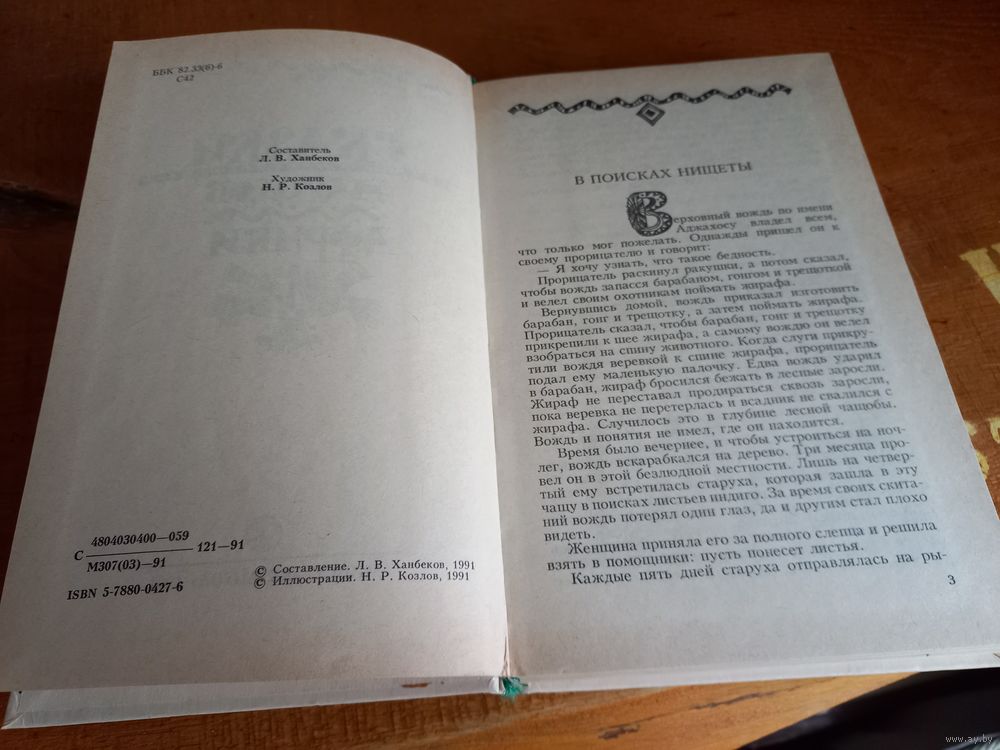 ББК 82.33(6)-6
С42
Составитель
Л. В. Ханбеков
Художник
Н. Р. Козлов
4804030400—059
С
121—91
М307(03)—91
ISBN 5-7880-0427-6
© Составление. Л. В. Ханбеков, 1991
© Иллюстрации. Н. Р. Козлов, 1991
В ПОИСКАХ НИЩЕТЫ
Верховный вождь по имени
Аджахосу владел всем,
что только мог пожелать. Однажды пришел он к
своему прорицателю и говорит:
— Я хочу узнать, что такое бедность.
Прорицатель раскинул ракушки, а потом сказал,
чтобы вождь запасся барабаном, гонгом и трещоткой
и велел своим охотникам поймать жирафа.
Вернувшись домой, вождь приказал изготовить
барабан, гонг и трещотку, а затем поймать жирафа.
Прорицатель сказал, чтобы барабан, гонг и трещотку
прикрепили к шее жирафа, а самому вождю он велел
взобраться на спину животного. Когда слуги прикру-
тили вождя веревкой к спине жирафа, прорицатель
подал ему маленькую палочку. Едва вождь ударил
в барабан, жираф бросился бежать в лесные заросли.
Жираф не переставал продираться сквозь заросли,
пока веревка не перетерлась и всадник не свалился с
жирафа. Случилось это в глубине лесной чащобы.
Вождь и понятия не имел, где он находится.
Время было вечернее, и чтобы устроиться на ноч-
лег, вождь вскарабкался на дерево. Три месяца про-
вел он в этой безлюдной местности. Лишь на четвер-
тый ему встретилась старуха, которая зашла в эту
чащу в поисках листьев индиго. За время своих скита-
ний вождь потерял один глаз, да и другим стал плохо
видеть.
Женщина приняла его за полного слепца и решила
взять в помощники: пусть понесет листья.
Каждые пять дней старуха отправлялась на ры-
3
www.ay.by